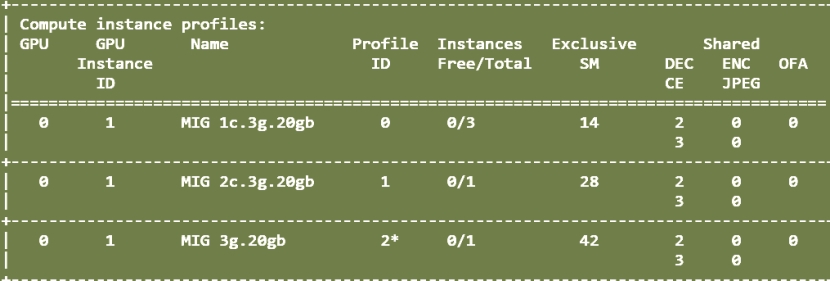 Compute instance profiles:
GPU GPU Name Profile Instances Exclusive Shared
Instance ID Free/Total SM DEC ENC OFA
ID CE JPEG
0 1 MIG 1c.3g.20gb 0 0/3 14 2 0 0
3 0
0 1 MIG 2c.3g.20gb 1 0/1 28 2 0 0
3 0
0 1 MIG 3g.20gb 2* 0/1 42 2 0 0
3 0